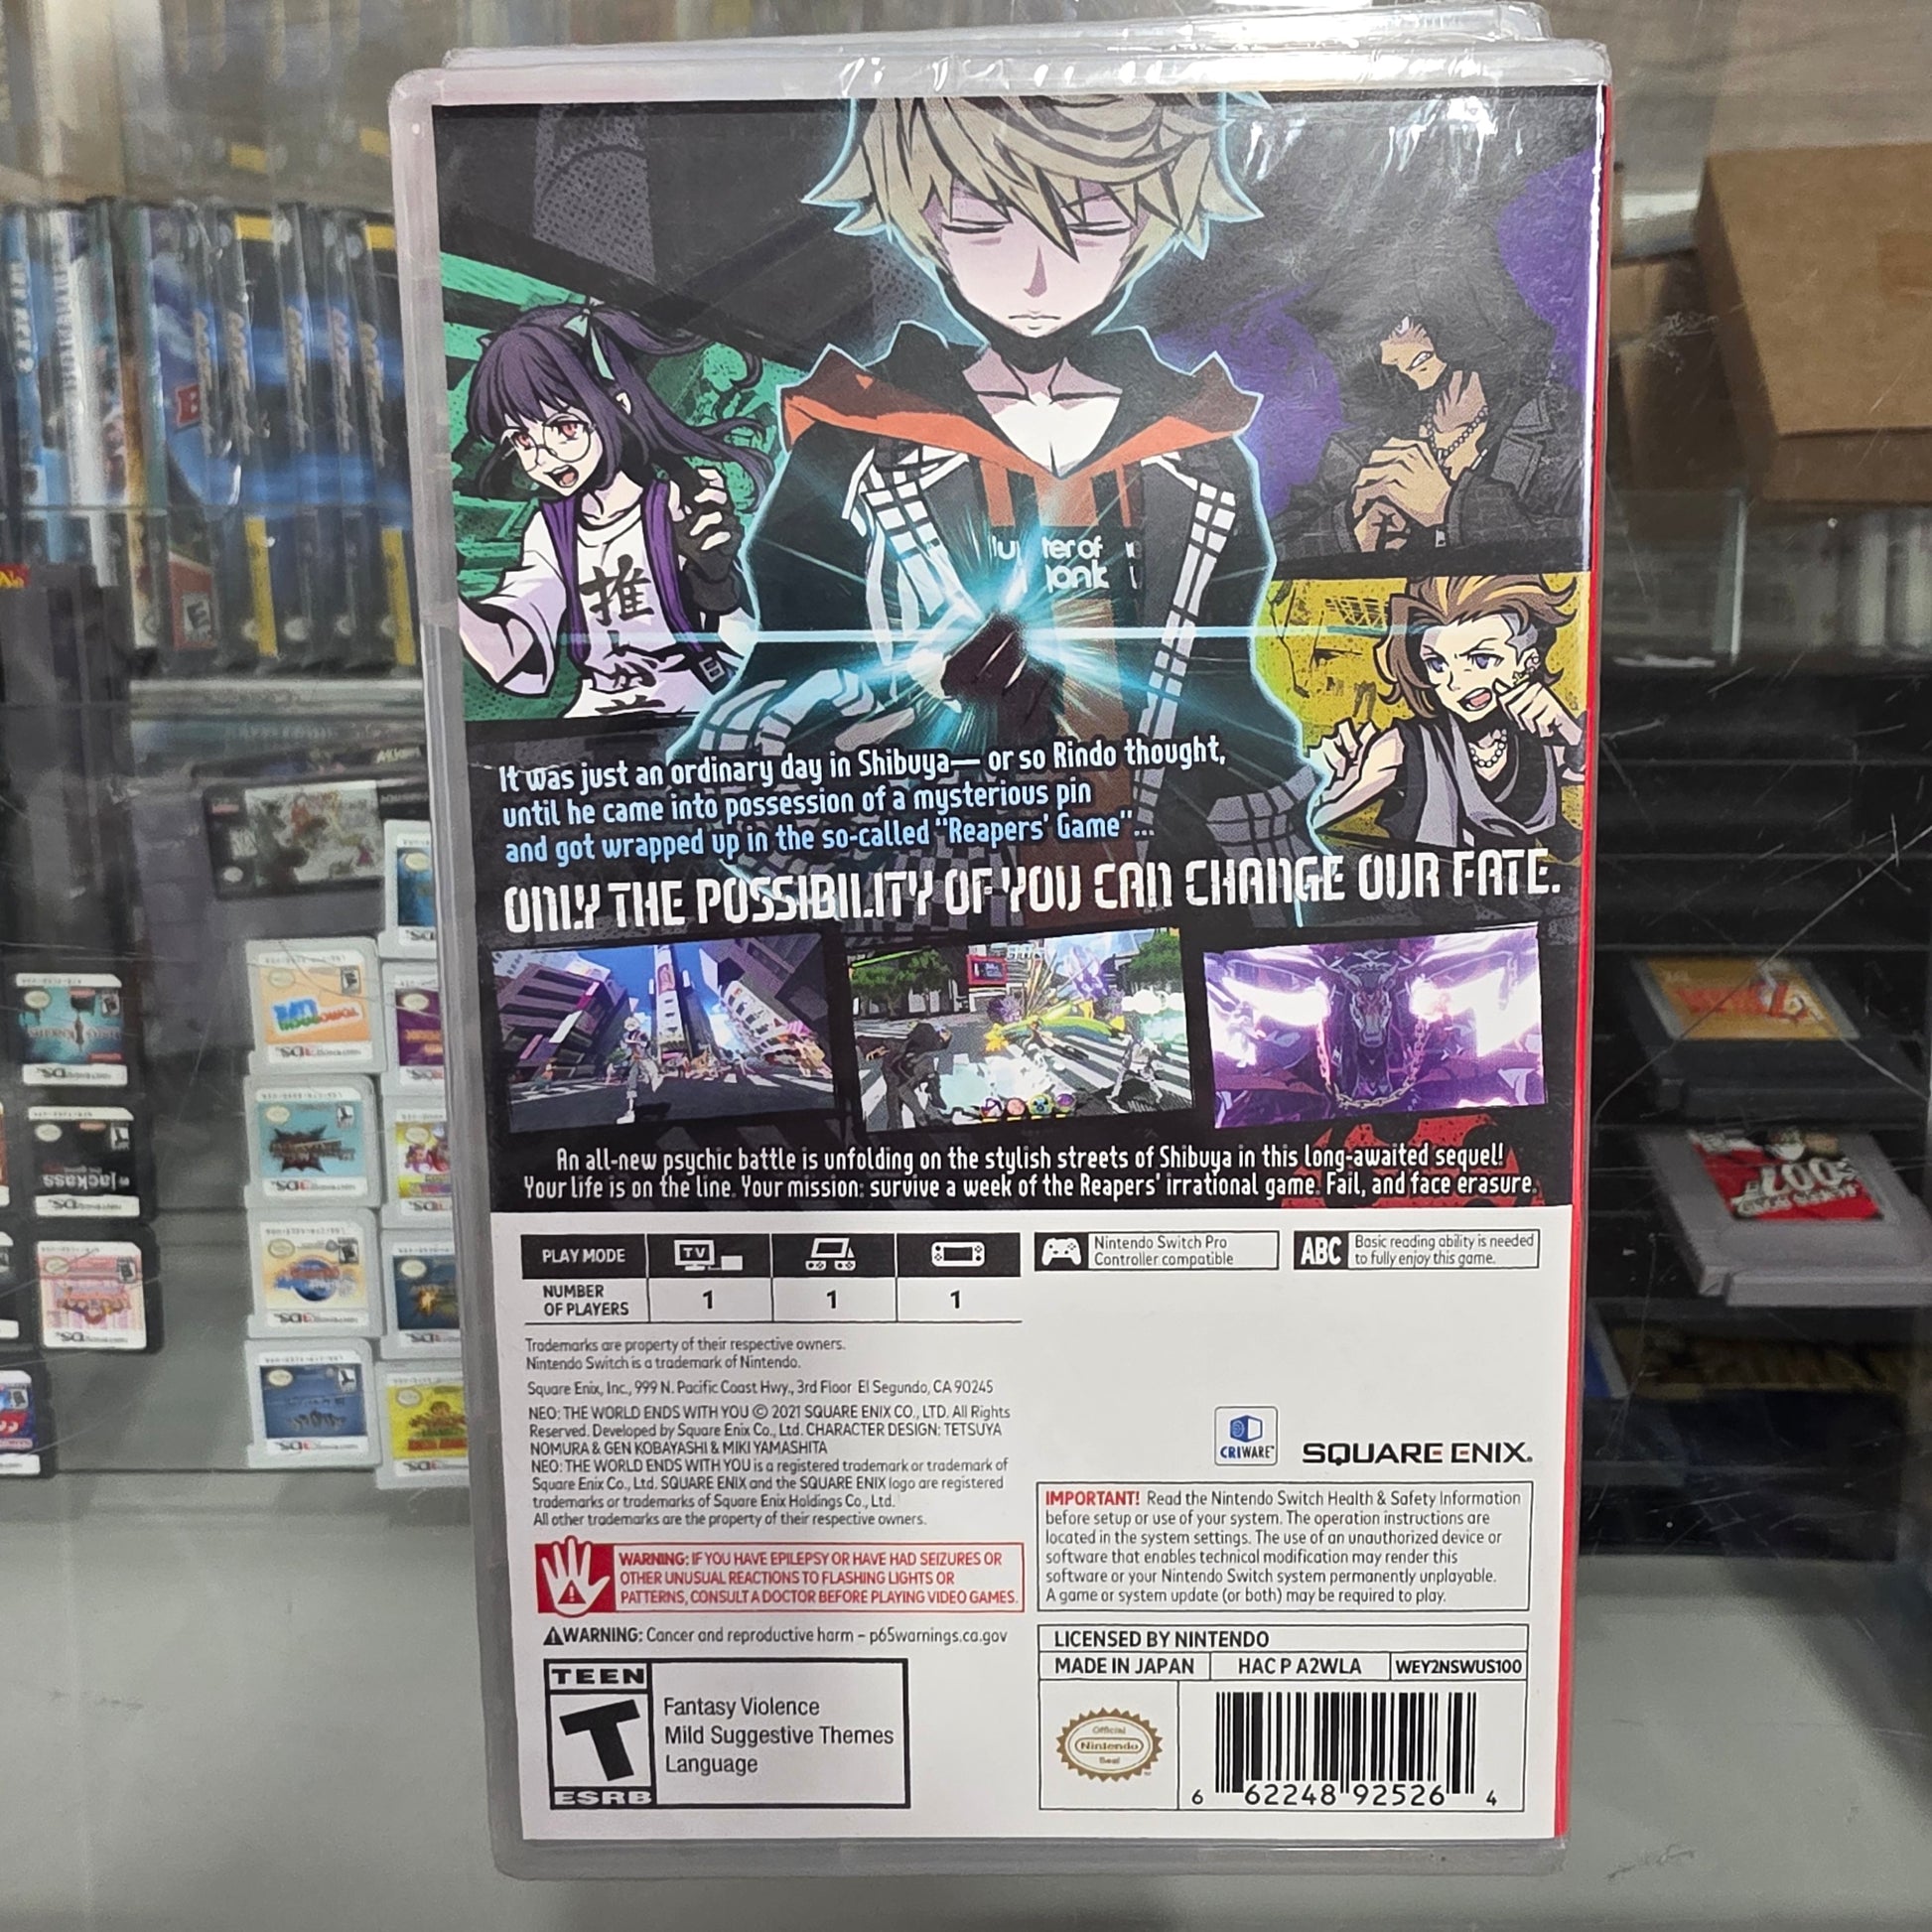 推
It was just an ordinary day in Shibuya— or so Rindo thought,
until he came into possession of a mysterious pin
and got wrapped up in the so-called "Reapers' Game"...
ONLY THE POSSIBILITY OF YOU CAN CHANGE OUR FATE.
An all-new psychic battle is unfolding on the stylish streets of Shibuya in this long-awaited sequel!
Your life is on the line. Your mission: survive a week of the Reapers' irrational game. Fail, and face erasure.
PLAY MODE
TV
NUMBER
OF PLAYERS
1
1
1
Nintendo Switch Pro
Controller compatible
ABC
Basic reading ability is needed
to fully enjoy this game.
Trademarks are property of their respective owners.
Nintendo Switch is a trademark of Nintendo.
Square Enix, Inc., 999 N. Pacific Coast Hwy., 3rd Floor El Segundo, CA 90245
NEO: THE WORLD ENDS WITH YOU © 2021 SQUARE ENIX CO., LTD. All Rights
Reserved. Developed by Square Enix Co., Ltd. CHARACTER DESIGN: TETSUYA
NOMURA & GEN KOBAYASHI & MIKI YAMASHITA
NEO: THE WORLD ENDS WITH YOU is a registered trademark or trademark of
Square Enix Co., Ltd. SQUARE ENIX and the SQUARE ENIX logo are registered
trademarks or trademarks of Square Enix Holdings Co., Ltd.
All other trademarks are the property of their respective owners.
CRIWARE™
SQUARE ENIX.
WARNING: IF YOU HAVE EPILEPSY OR HAVE HAD SEIZURES OR
OTHER UNUSUAL REACTIONS TO FLASHING LIGHTS OR
PATTERNS, CONSULT A DOCTOR BEFORE PLAYING VIDEO GAMES.
IMPORTANT! Read the Nintendo Switch Health & Safety Information
before setup or use of your system. The operation instructions are
located in the system settings. The use of an unauthorized device or
software that enables technical modification may render this
software or your Nintendo Switch system permanently unplayable.
A game or system update (or both) may be required to play.
WARNING: Cancer and reproductive harm – p65warnings.ca.gov
TEEN
T
ESRB
Fantasy Violence
Mild Suggestive Themes
Language
LICENSED BY NINTENDO
MADE IN JAPAN
HAC P A2WLA
WEY2NSWUS100
Official
Nintendo
Seal
6 62248 92526 4
jackass
007